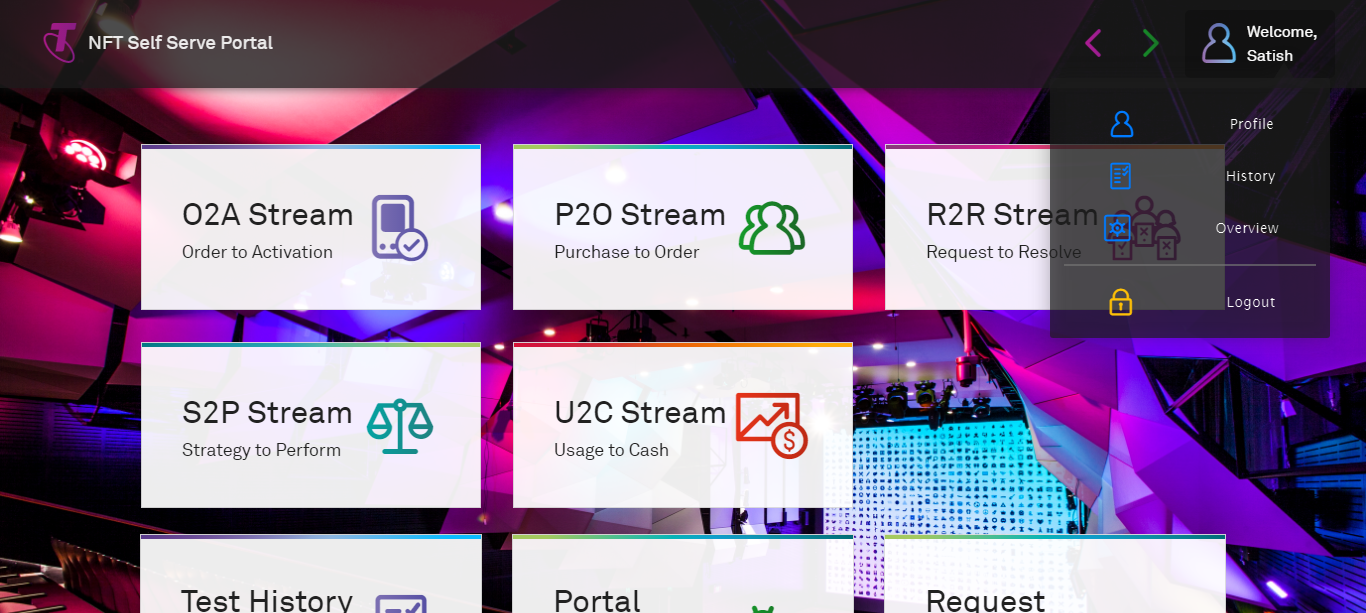 NFT Self Serve Portal
Welcome,
Satish
Profile
History
Overview
Logout
O2A Stream
Order to Activation
P2O Stream
Purchase to Order
R2R Stream
Request to Resolve
S2P Stream
Strategy to Perform
U2C Stream
Usage to Cash
Test History
Portal
Request